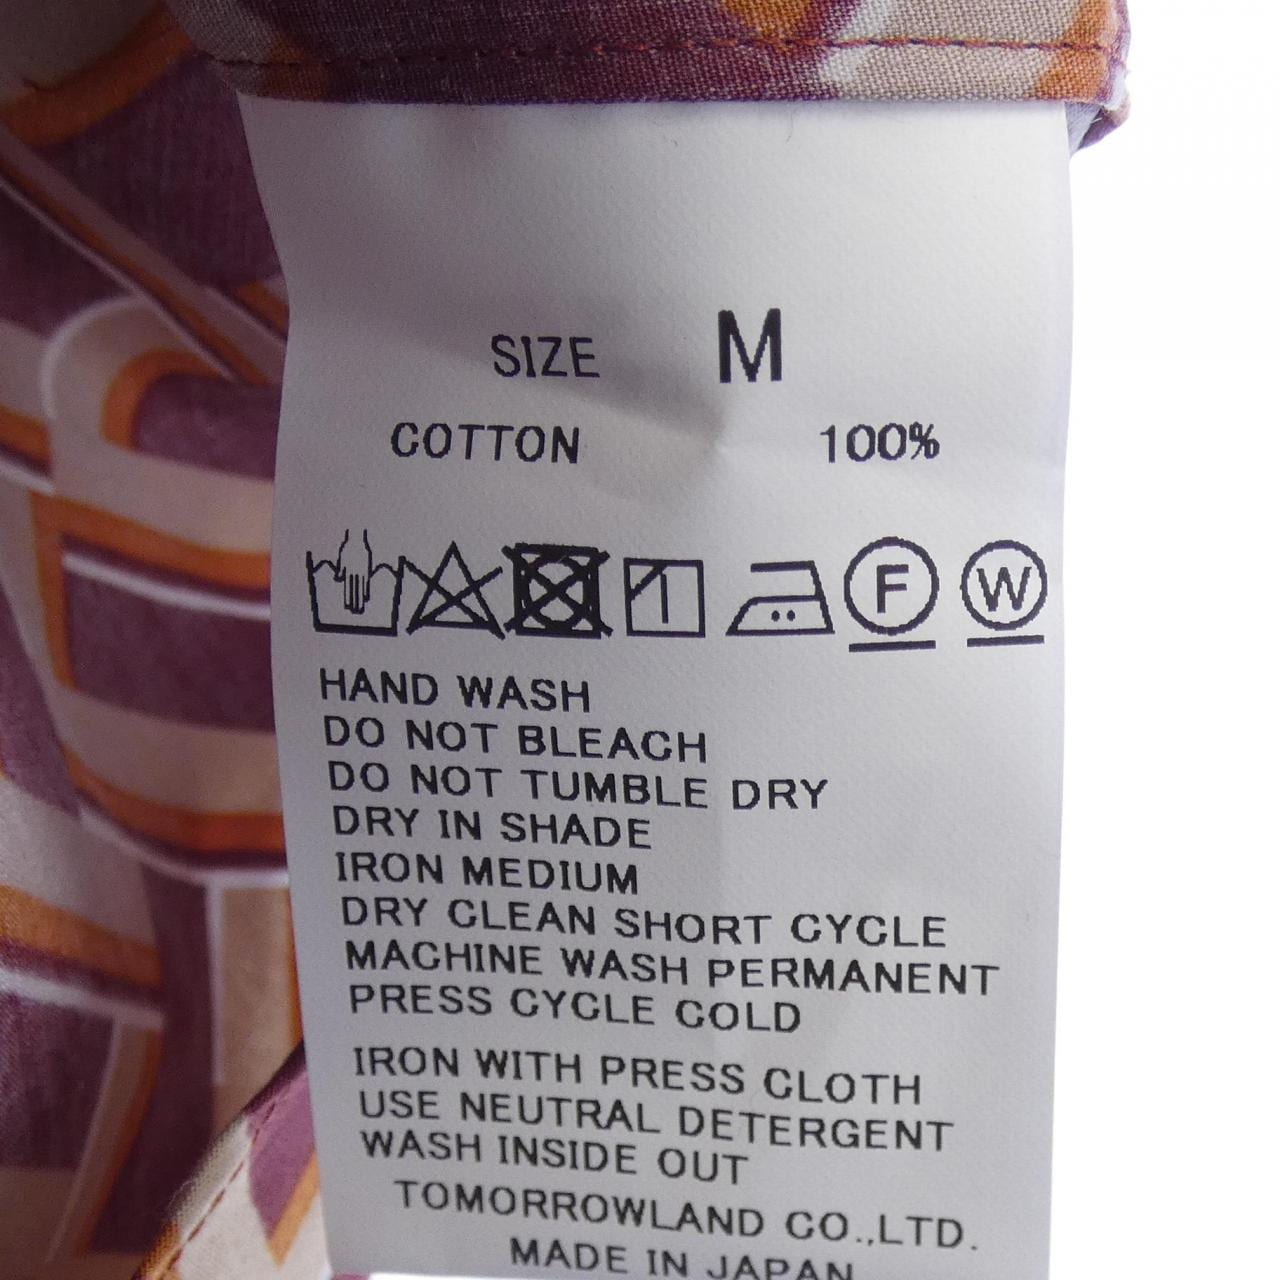 SIZE M
COTTON 100%
F W
HAND WASH
DO NOT BLEACH
DO NOT TUMBLE DRY
DRY IN SHADE
IRON MEDIUM
DRY CLEAN SHORT CYCLE
MACHINE WASH PERMANENT
PRESS CYCLE COLD
IRON WITH PRESS CLOTH
USE NEUTRAL DETERGENT
WASH INSIDE OUT
TOMORROWLAND CO.,LTD.
MADE IN JAPAN